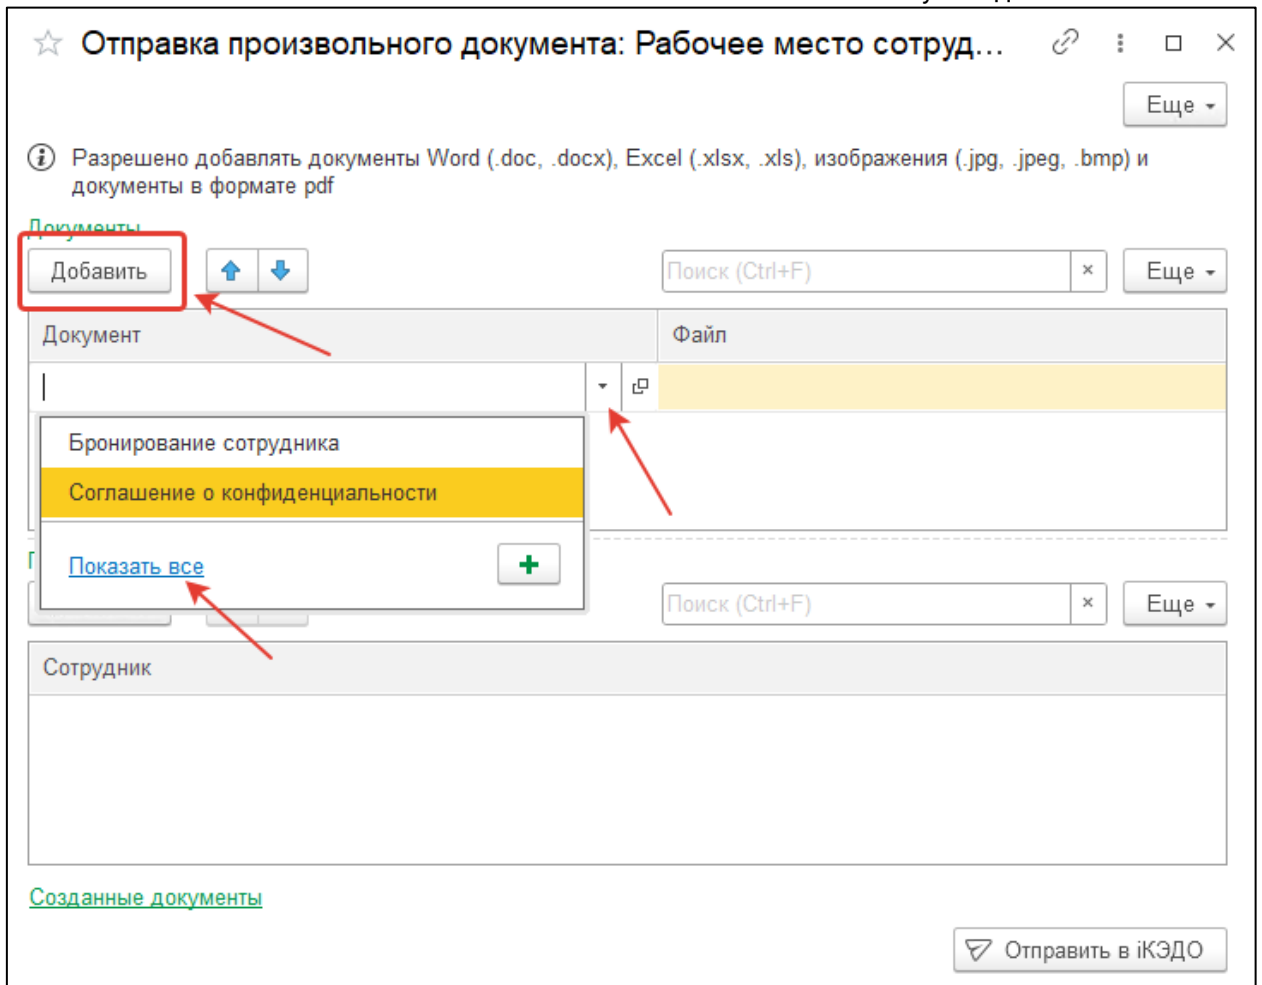 Отправка произвольного документа: Рабочее место сотруд...
Еще
Разрешено добавлять документы Word (.doc, .docx), Excel (.xlsx, .xls), изображения (.jpg, .jpeg, .bmp) и
документы в формате pdf
Документы
Добавить
Поиск (Ctrl+F)
×
Еще
Документ
Файл
Бронирование сотрудника
Соглашение о конфиденциальности
Показать все
Поиск (Ctrl+F)
×
Еще
Сотрудник
Созданные документы
Отправить в iКЭДО